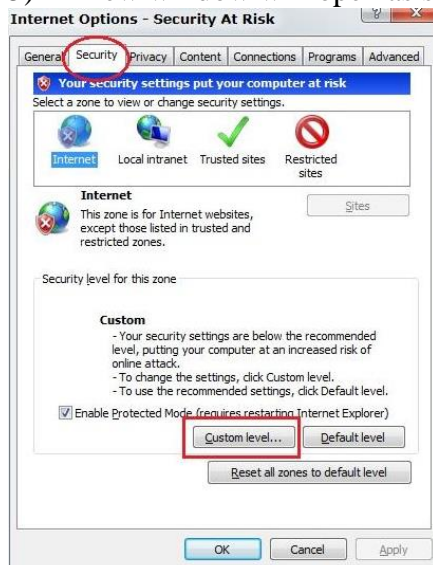 Internet Options - Security At Risk
General Security Privacy Content Connections Programs Advanced
Your security settings put your computer at risk
Select a zone to view or change security settings.
Internet Local intranet Trusted sites Restricted sites
Internet
This zone is for Internet websites,
except those listed in trusted and
restricted zones.
Sites
Security level for this zone
Custom
- Your security settings are below the recommended
level, putting your computer at an increased risk of
online attack.
- To change the settings, click Custom level.
- To use the recommended settings, click Default level.
Enable Protected Mode (requires restarting Internet Explorer)
Custom level... Default level
Reset all zones to default level
OK Cancel Apply